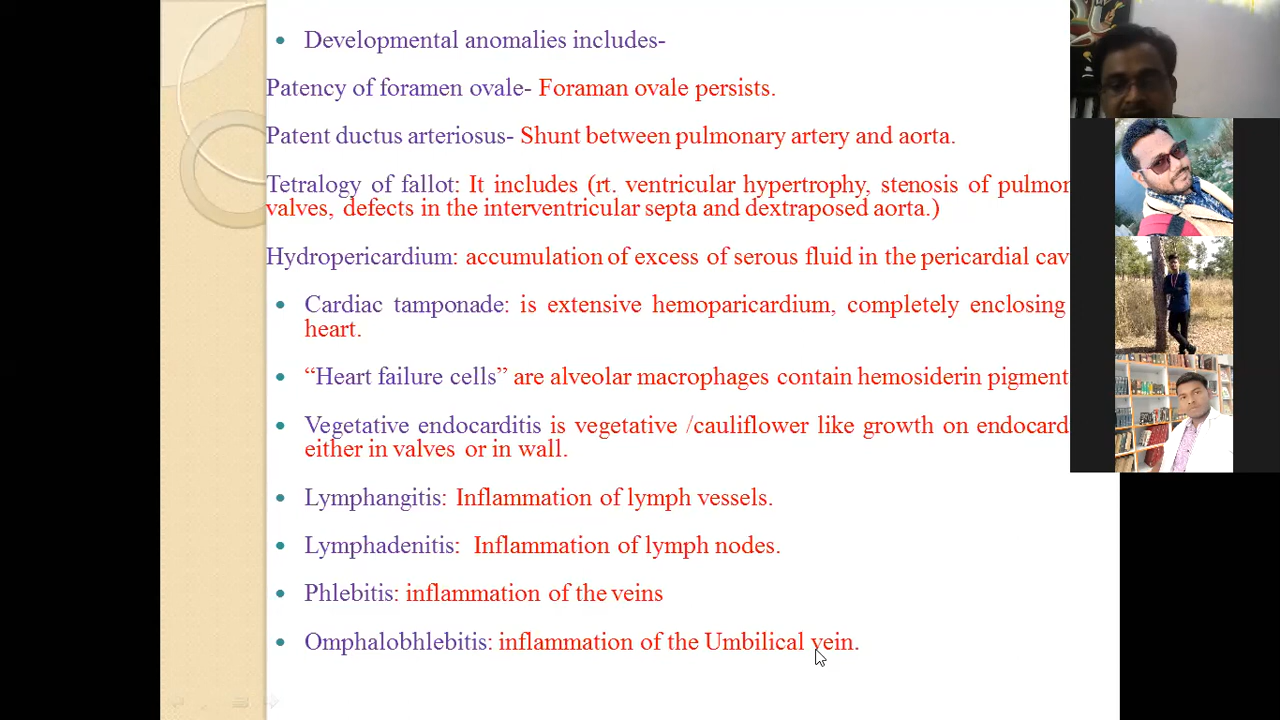 Developmental anomalies includes-
Patency of foramen ovale- Foraman ovale persists.
Patent ductus arteriosus- Shunt between pulmonary artery and aorta.
Tetralogy of fallot: It includes (rt. ventricular hypertrophy, stenosis of pulmon
valves, defects in the interventricular septa and dextraposed aorta.)
Hydropericardium: accumulation of excess of serous fluid in the pericardial cav
Cardiac tamponade: is extensive hemoparicardium, completely enclosing
heart.
“Heart failure cells” are alveolar macrophages contain hemosiderin pigment
Vegetative endocarditis is vegetative /cauliflower like growth on endocard
either in valves or in wall.
Lymphangitis: Inflammation of lymph vessels.
Lymphadenitis: Inflammation of lymph nodes.
Phlebitis: inflammation of the veins
Omphalobhlebitis: inflammation of the Umbilical vein.